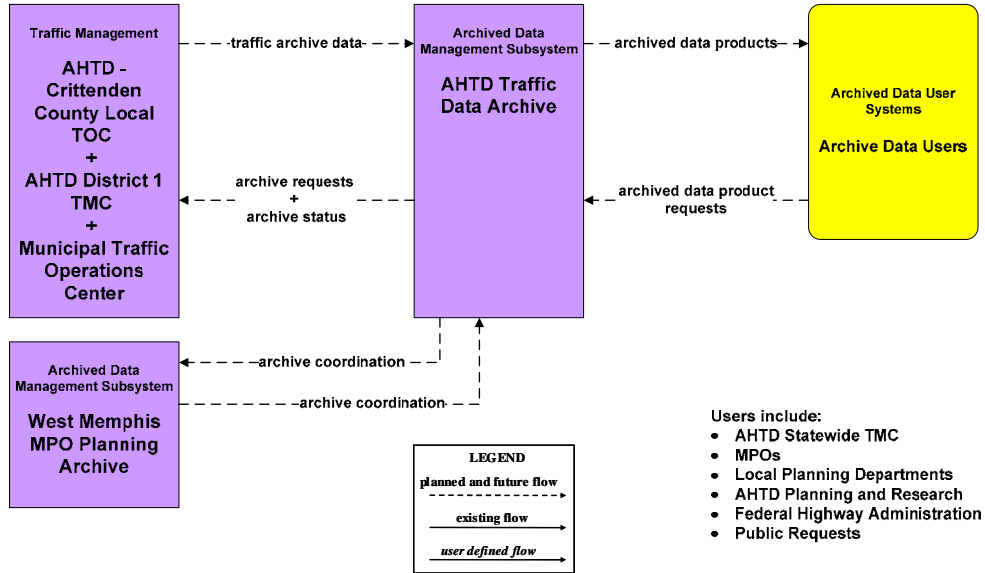 Traffic Management
AHTD -
Crittenden
County Local
TOC
+
AHTD District 1
TMC
+
Municipal Traffic
Operations
Center
traffic archive data
archive requests
+
archive status
Archived Data
Management Subsystem
AHTD Traffic
Data Archive
archived data products
archived data product
requests
Archived Data User
Systems
Archive Data Users
archive coordination
archive coordination
Archived Data
Management Subsystem
West Memphis
MPO Planning
Archive
LEGEND
planned and future flow
existing flow
user defined flow
Users include:
• AHTD Statewide TMC
• MPOs
• Local Planning Departments
• AHTD Planning and Research
• Federal Highway Administration
• Public Requests